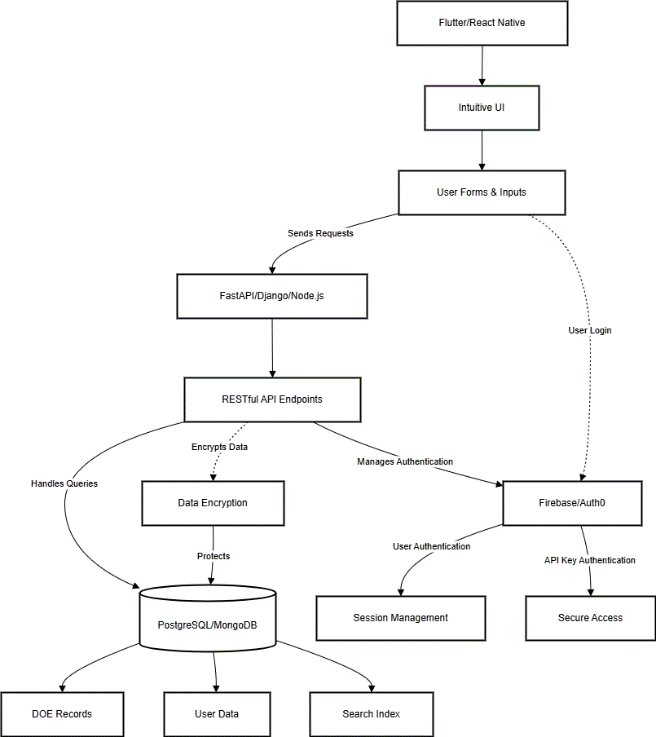 Flutter/React Native
Intuitive UI
User Forms & Inputs
Sends Requests
FastAPI/Django/Node.js
User Login
RESTful API Endpoints
Encrypts Data
Manages Authentication
Handles Queries
Data Encryption
Firebase/Auth0
User Authentication
Protects
API Key Authentication
PostgreSQL/MongoDB
Session Management
Secure Access
DOE Records
User Data
Search Index